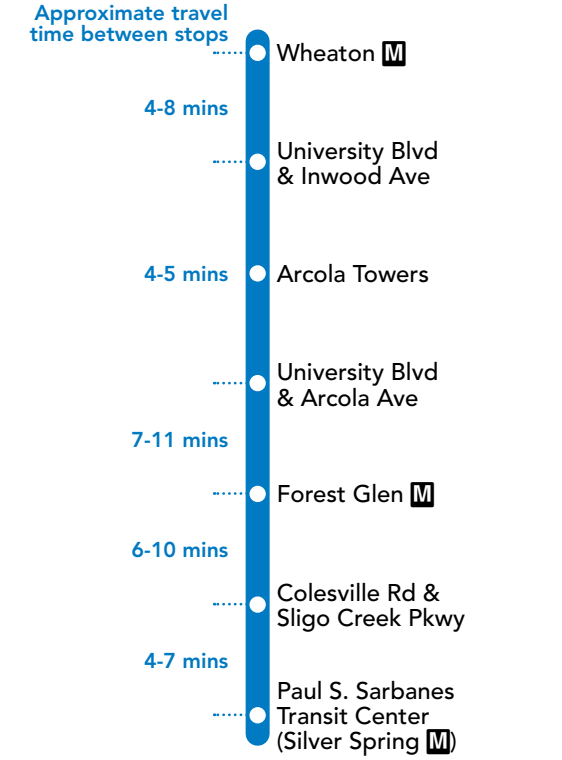 Approximate travel
time between stops
Wheaton M
4-8 mins
University Blvd
& Inwood Ave
4-5 mins
Arcola Towers
University Blvd
& Arcola Ave
7-11 mins
Forest Glen M
6-10 mins
Colesville Rd &
Sligo Creek Pkwy
4-7 mins
Paul S. Sarbanes
Transit Center
(Silver Spring M)